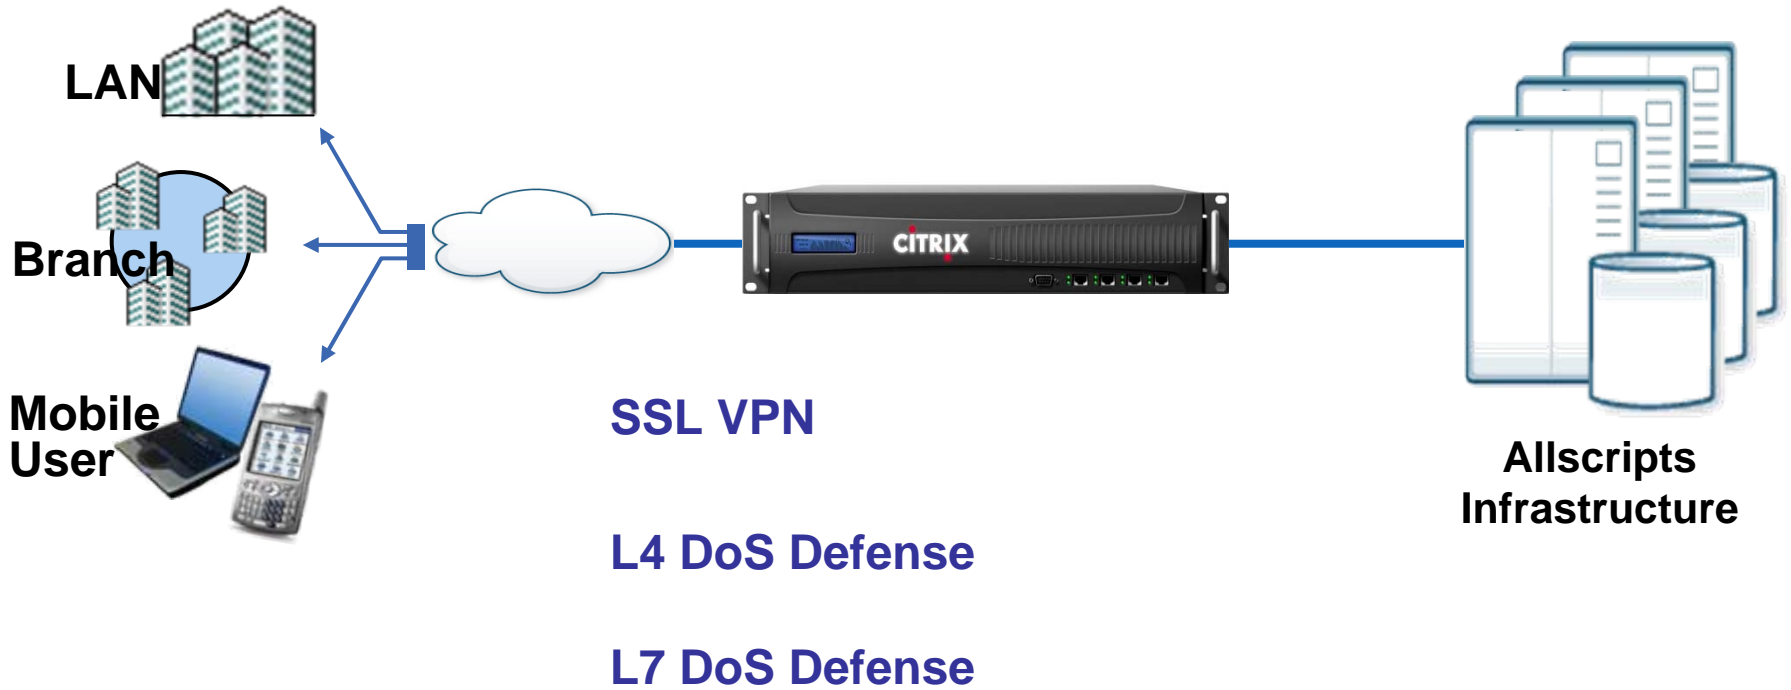 LAN
Branch
Mobile
User
CITRIX
SSL VPN
L4 DoS Defense
L7 DoS Defense
Allscripts
Infrastructure